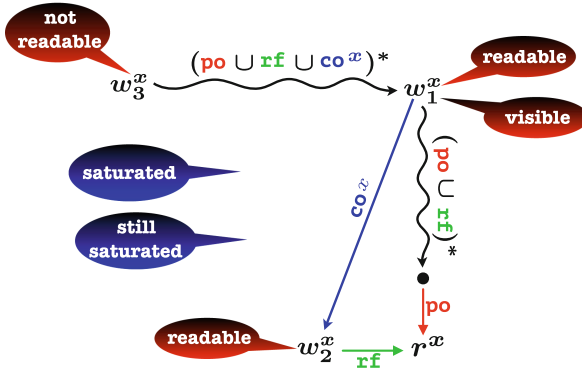 not
readable
(po ∪ rf ∪ co^x)*
readable
w_3^x
w_1^x
visible
(po ∪ rf)*
saturated
co^x
still
saturated
po
readable
w_2^x
rf
r^x